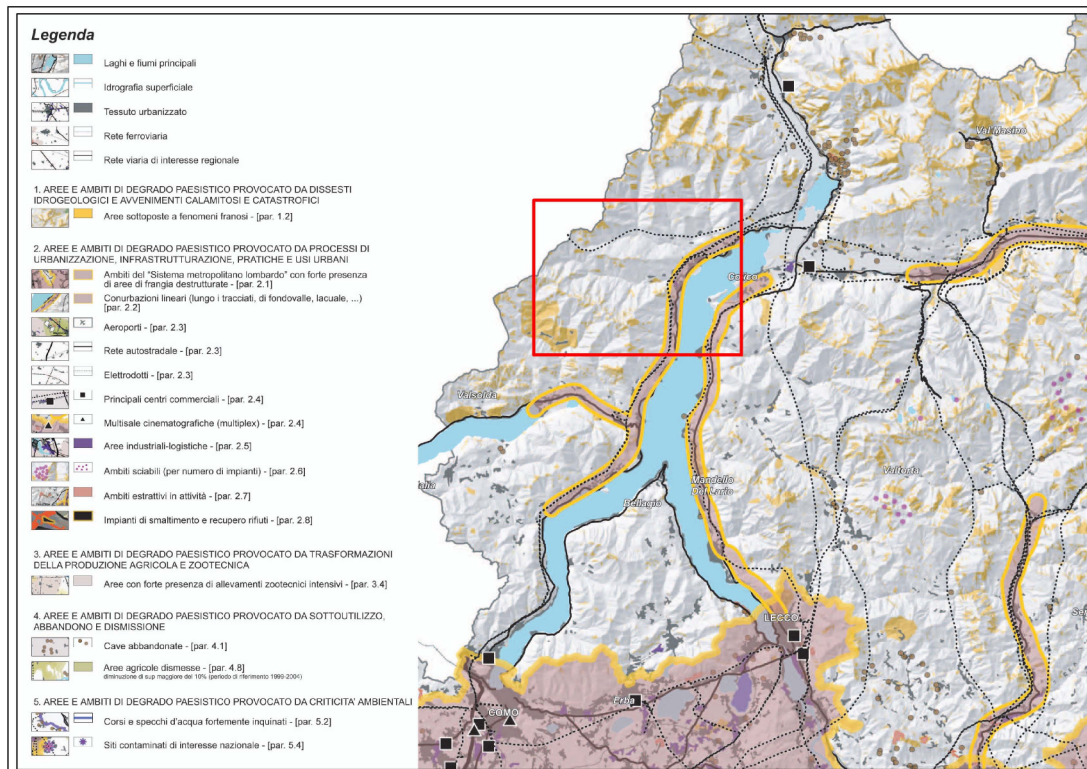 Legenda
Laghi e fiumi principali
Idrografia superficiale
Tessuto urbanizzato
Rete ferroviaria
Rete viaria di interesse regionale
1. AREE E AMBITI DI DEGRADO PAESISTICO PROVOCATO DA DISSESTI
IDROGEOLOGICI E AVVENIMENTI CALAMITOSI E CATASTROFICI
Aree sottoposte a fenomeni franosi - [par. 1.2]
2. AREE E AMBITI DI DEGRADO PAESISTICO PROVOCATO DA PROCESSI DI
URBANIZZAZIONE, INFRASTRUTTURAZIONE, PRATICHE E USI URBANI
Ambiti del "Sistema metropolitano lombardo" con forte presenza
di aree di frangia destrutturate - [par. 2.1]
Conurbazioni lineari (lungo i tracciati, di fondovalle, lacuale, ...)
[par. 2.2]
Aeroporti - [par. 2.3]
Rete autostradale - [par. 2.3]
Elettrodotti - [par. 2.3]
Principali centri commerciali - [par. 2.4]
Multisale cinematografiche (multiplex) - [par. 2.4]
Aree industriali-logistiche - [par. 2.5]
Ambiti sciabili (per numero di impianti) - [par. 2.6]
Ambiti estrattivi in attività - [par. 2.7]
Impianti di smaltimento e recupero rifiuti - [par. 2.8]
3. AREE E AMBITI DI DEGRADO PAESISTICO PROVOCATO DA TRASFORMAZIONI
DELLA PRODUZIONE AGRICOLA E ZOOTECNICA
Aree con forte presenza di allevamenti zootecnici intensivi - [par. 3.4]
4. AREE E AMBITI DI DEGRADO PAESISTICO PROVOCATO DA SOTTOUTILIZZO,
ABBANDONO E DISMISSIONE
Cave abbandonate - [par. 4.1]
Aree agricole dismesse - [par. 4.8]
diminuzione di sup maggiore del 10% (periodo di riferimento 1999-2004)
5. AREE E AMBITI DI DEGRADO PAESISTICO PROVOCATO DA CRITICITA' AMBIENTALI
Corsi e specchi d'acqua fortemente inquinati - [par. 5.2]
Siti contaminati di interesse nazionale - [par. 5.4]
Val Masino
Colico
Valsolda
Valtorta
Mandello
Del Lario
Bellagio
LECCO
Erba
COMO